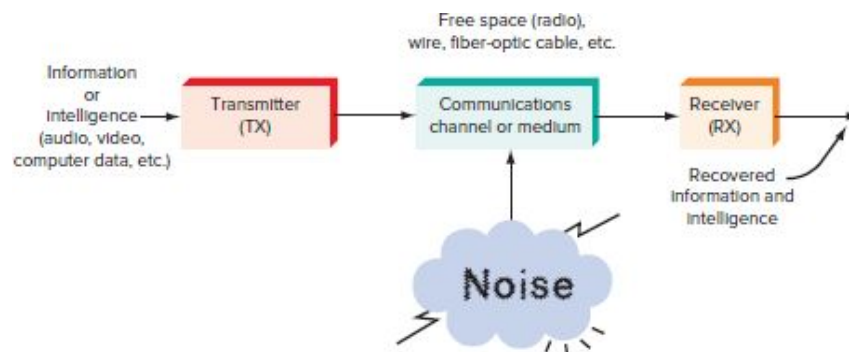 Free space (radio),
wire, fiber-optic cable, etc.
Information
or
intelligence
(audio, video,
computer data, etc.)
Transmitter
(TX)
Communications
channel or medium
Receiver
(RX)
Recovered
information and
intelligence
Noise